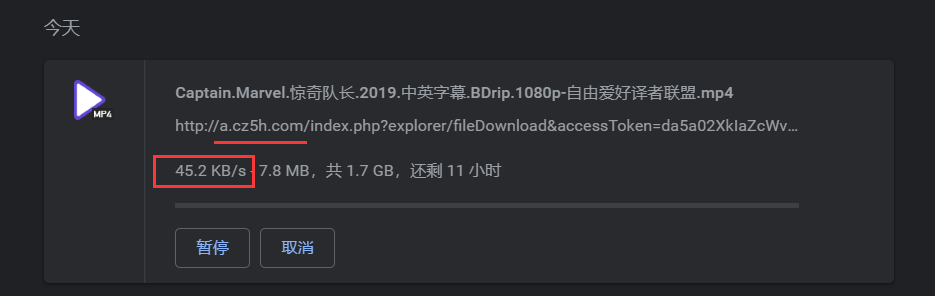 今天
MP4
Captain.Marvel.惊奇队长.2019.中英字幕.BDrip.1080p-自由爱好译者联盟.mp4
http://a.cz5h.com/index.php?explorer/fileDownload&accessToken=da5a02XkIaZcWv…
45.2 KB/s - 7.8 MB，共 1.7 GB，还剩 11 小时
暂停 取消